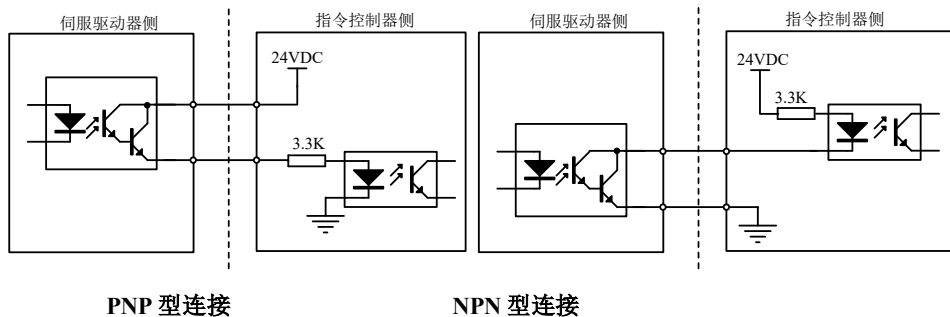 伺服驱动器侧
指令控制器侧
24VDC
3.3K
伺服驱动器侧
指令控制器侧
24VDC
3.3K
PNP 型连接
NPN 型连接